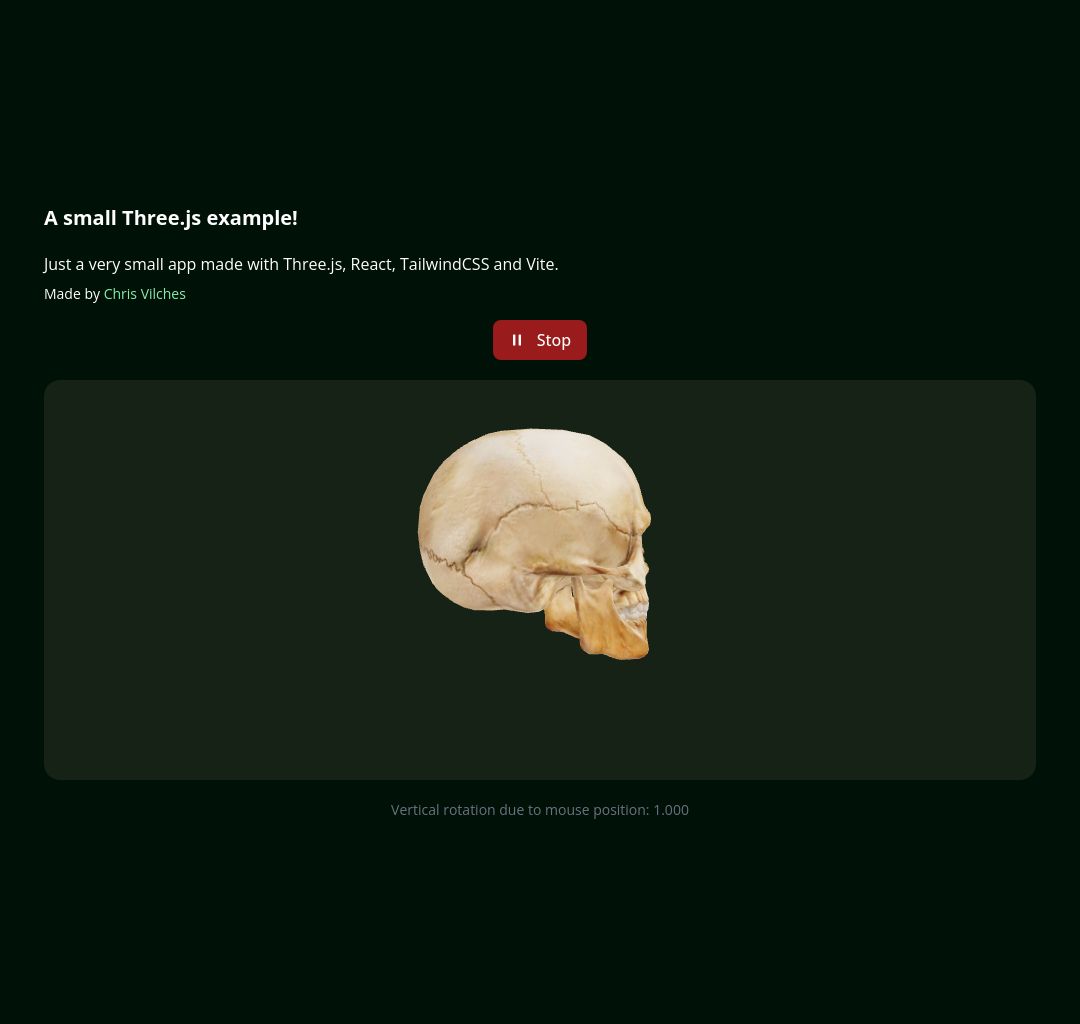 A small Three.js example!
Just a very small app made with Three.js, React, TailwindCSS and Vite.
Made by Chris Vilches
Stop
Vertical rotation due to mouse position: 1.000